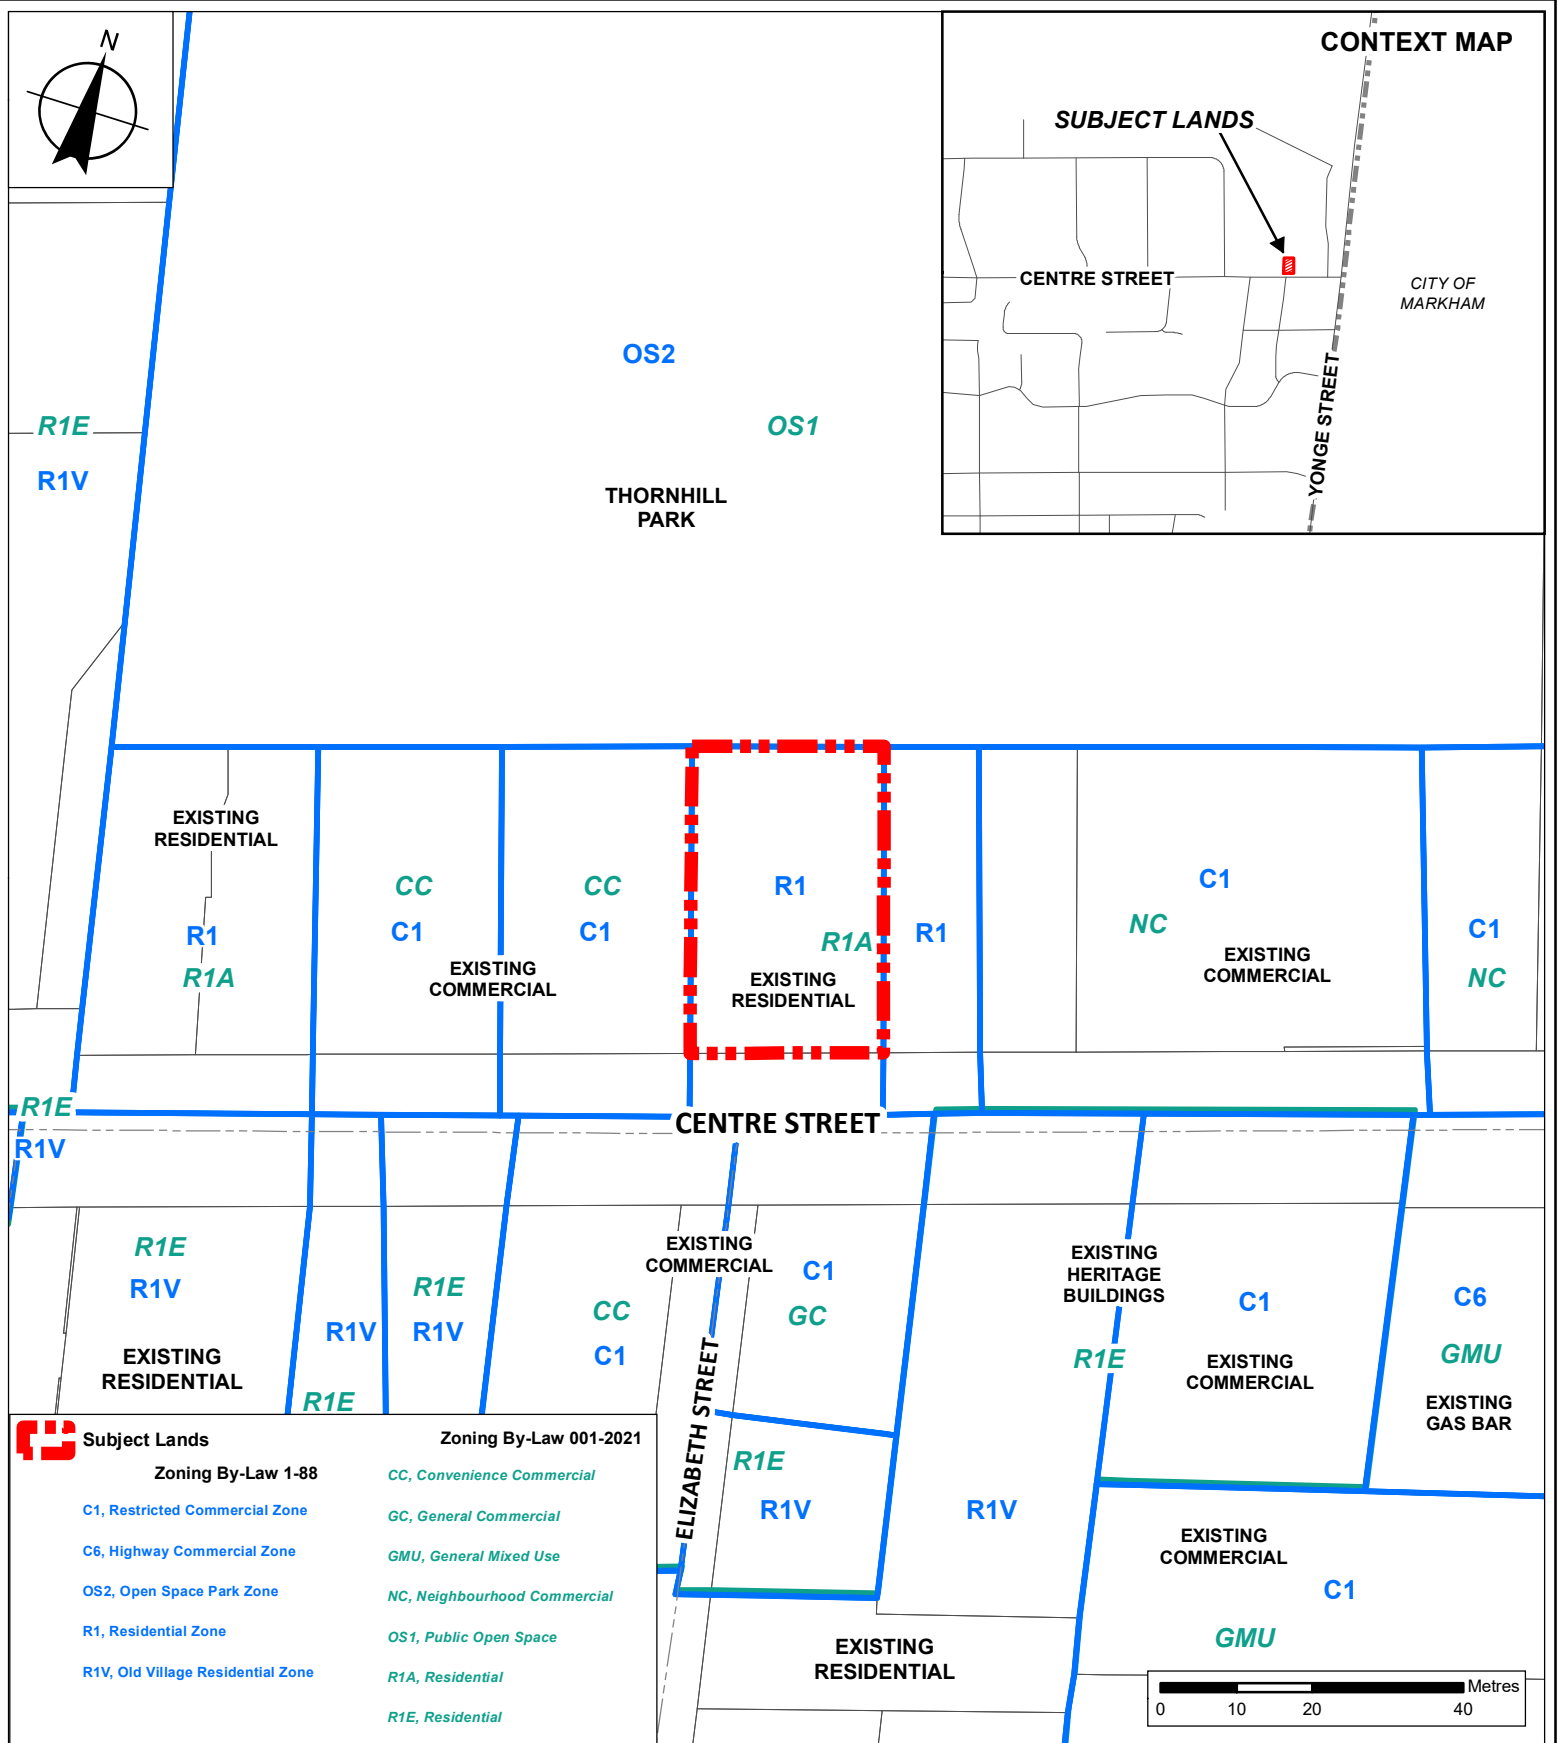 N
CONTEXT MAP
SUBJECT LANDS
CENTRE STREET
CITY OF
MARKHAM
YONGE STREET
OS2
OS1
THORNHILL
PARK
R1E
R1V
EXISTING
RESIDENTIAL
R1
R1A
CC
C1
CC
C1
EXISTING
COMMERCIAL
R1
R1A
EXISTING
RESIDENTIAL
R1
C1
NC
EXISTING
COMMERCIAL
C1
NC
R1E
R1V
CENTRE STREET
R1E
R1V
EXISTING
RESIDENTIAL
R1V
R1E
R1E
R1V
CC
C1
EXISTING
COMMERCIAL
C1
GC
ELIZABETH STREET
R1E
R1V
R1V
EXISTING
HERITAGE
BUILDINGS
R1E
C1
EXISTING
COMMERCIAL
C6
GMU
EXISTING
GAS BAR
EXISTING
COMMERCIAL
C1
GMU
EXISTING
RESIDENTIAL
Subject Lands
Zoning By-Law 1-88
C1, Restricted Commercial Zone
C6, Highway Commercial Zone
OS2, Open Space Park Zone
R1, Residential Zone
R1V, Old Village Residential Zone
Zoning By-Law 001-2021
CC, Convenience Commercial
GC, General Commercial
GMU, General Mixed Use
NC, Neighbourhood Commercial
OS1, Public Open Space
R1A, Residential
R1E, Residential
Metres
0 10 20 40